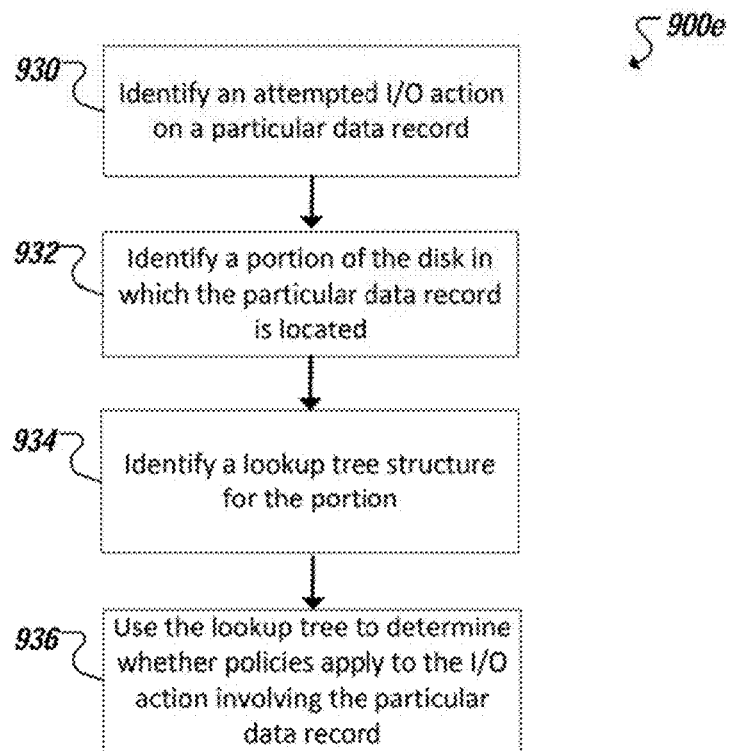 900e
930
Identify an attempted I/O action
on a particular data record
932
Identify a portion of the disk in
which the particular data record
is located
934
Identify a lookup tree structure
for the portion
936
Use the lookup tree to determine
whether policies apply to the I/O
action involving the particular
data record